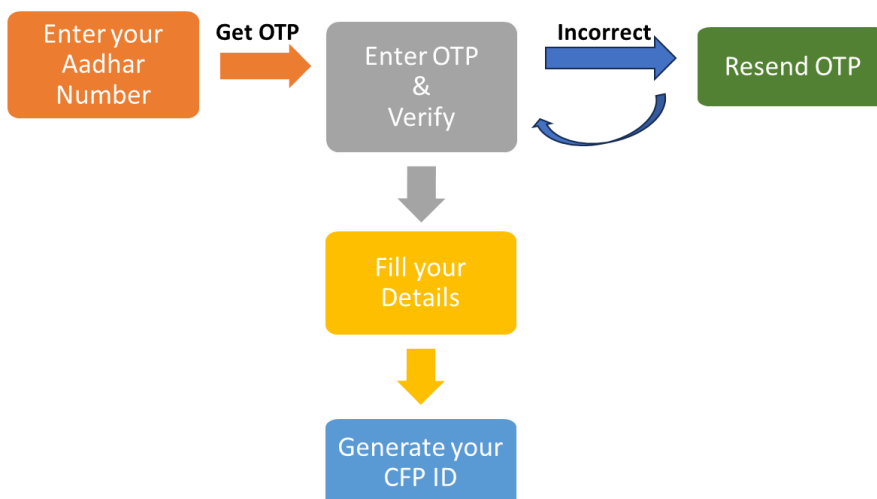 Enter your
Aadhar
Number
Get OTP
Enter OTP
&
Verify
Incorrect
Resend OTP
Fill your
Details
Generate your
CFP ID